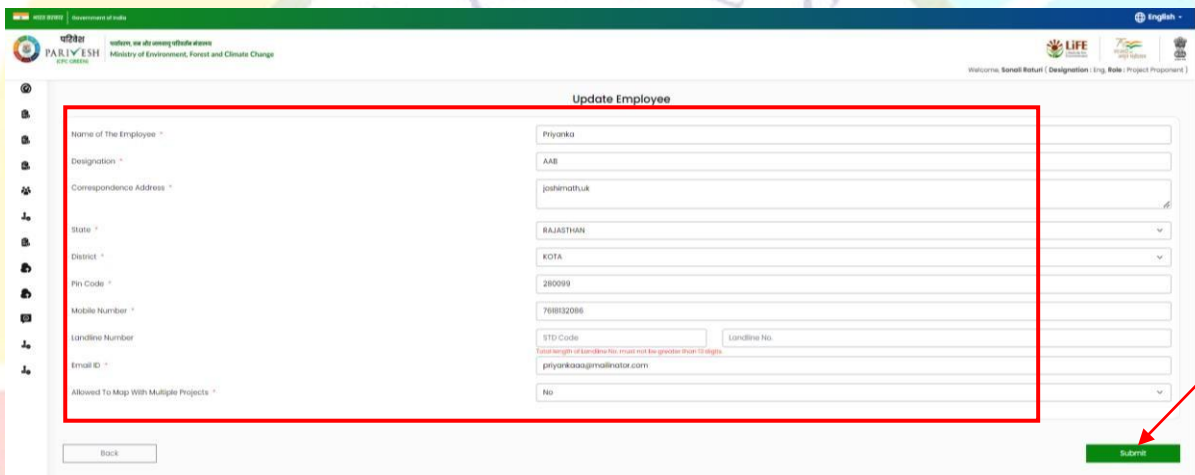 भारत सरकार Government of India
English
परिवेश
PARIVESH
(CPC GREEN)
पर्यावरण, वन और जलवायु परिवर्तन मंत्रालय
Ministry of Environment, Forest and Climate Change
LiFE
Welcome, Sonali Raturi ( Designation : Eng, Role : Project Proponent )
Update Employee
Name of The Employee * Priyanka
Designation * AAB
Correspondence Address * joshimath,uk
State * RAJASTHAN
District * KOTA
Pin Code * 280099
Mobile Number * 7618132086
Landline Number STD Code Landline No.
Total length of Landline No. must not be greater than 13 digits
Email ID * priyankaaa@mailinator.com
Allowed To Map With Multiple Projects * No
Back Submit